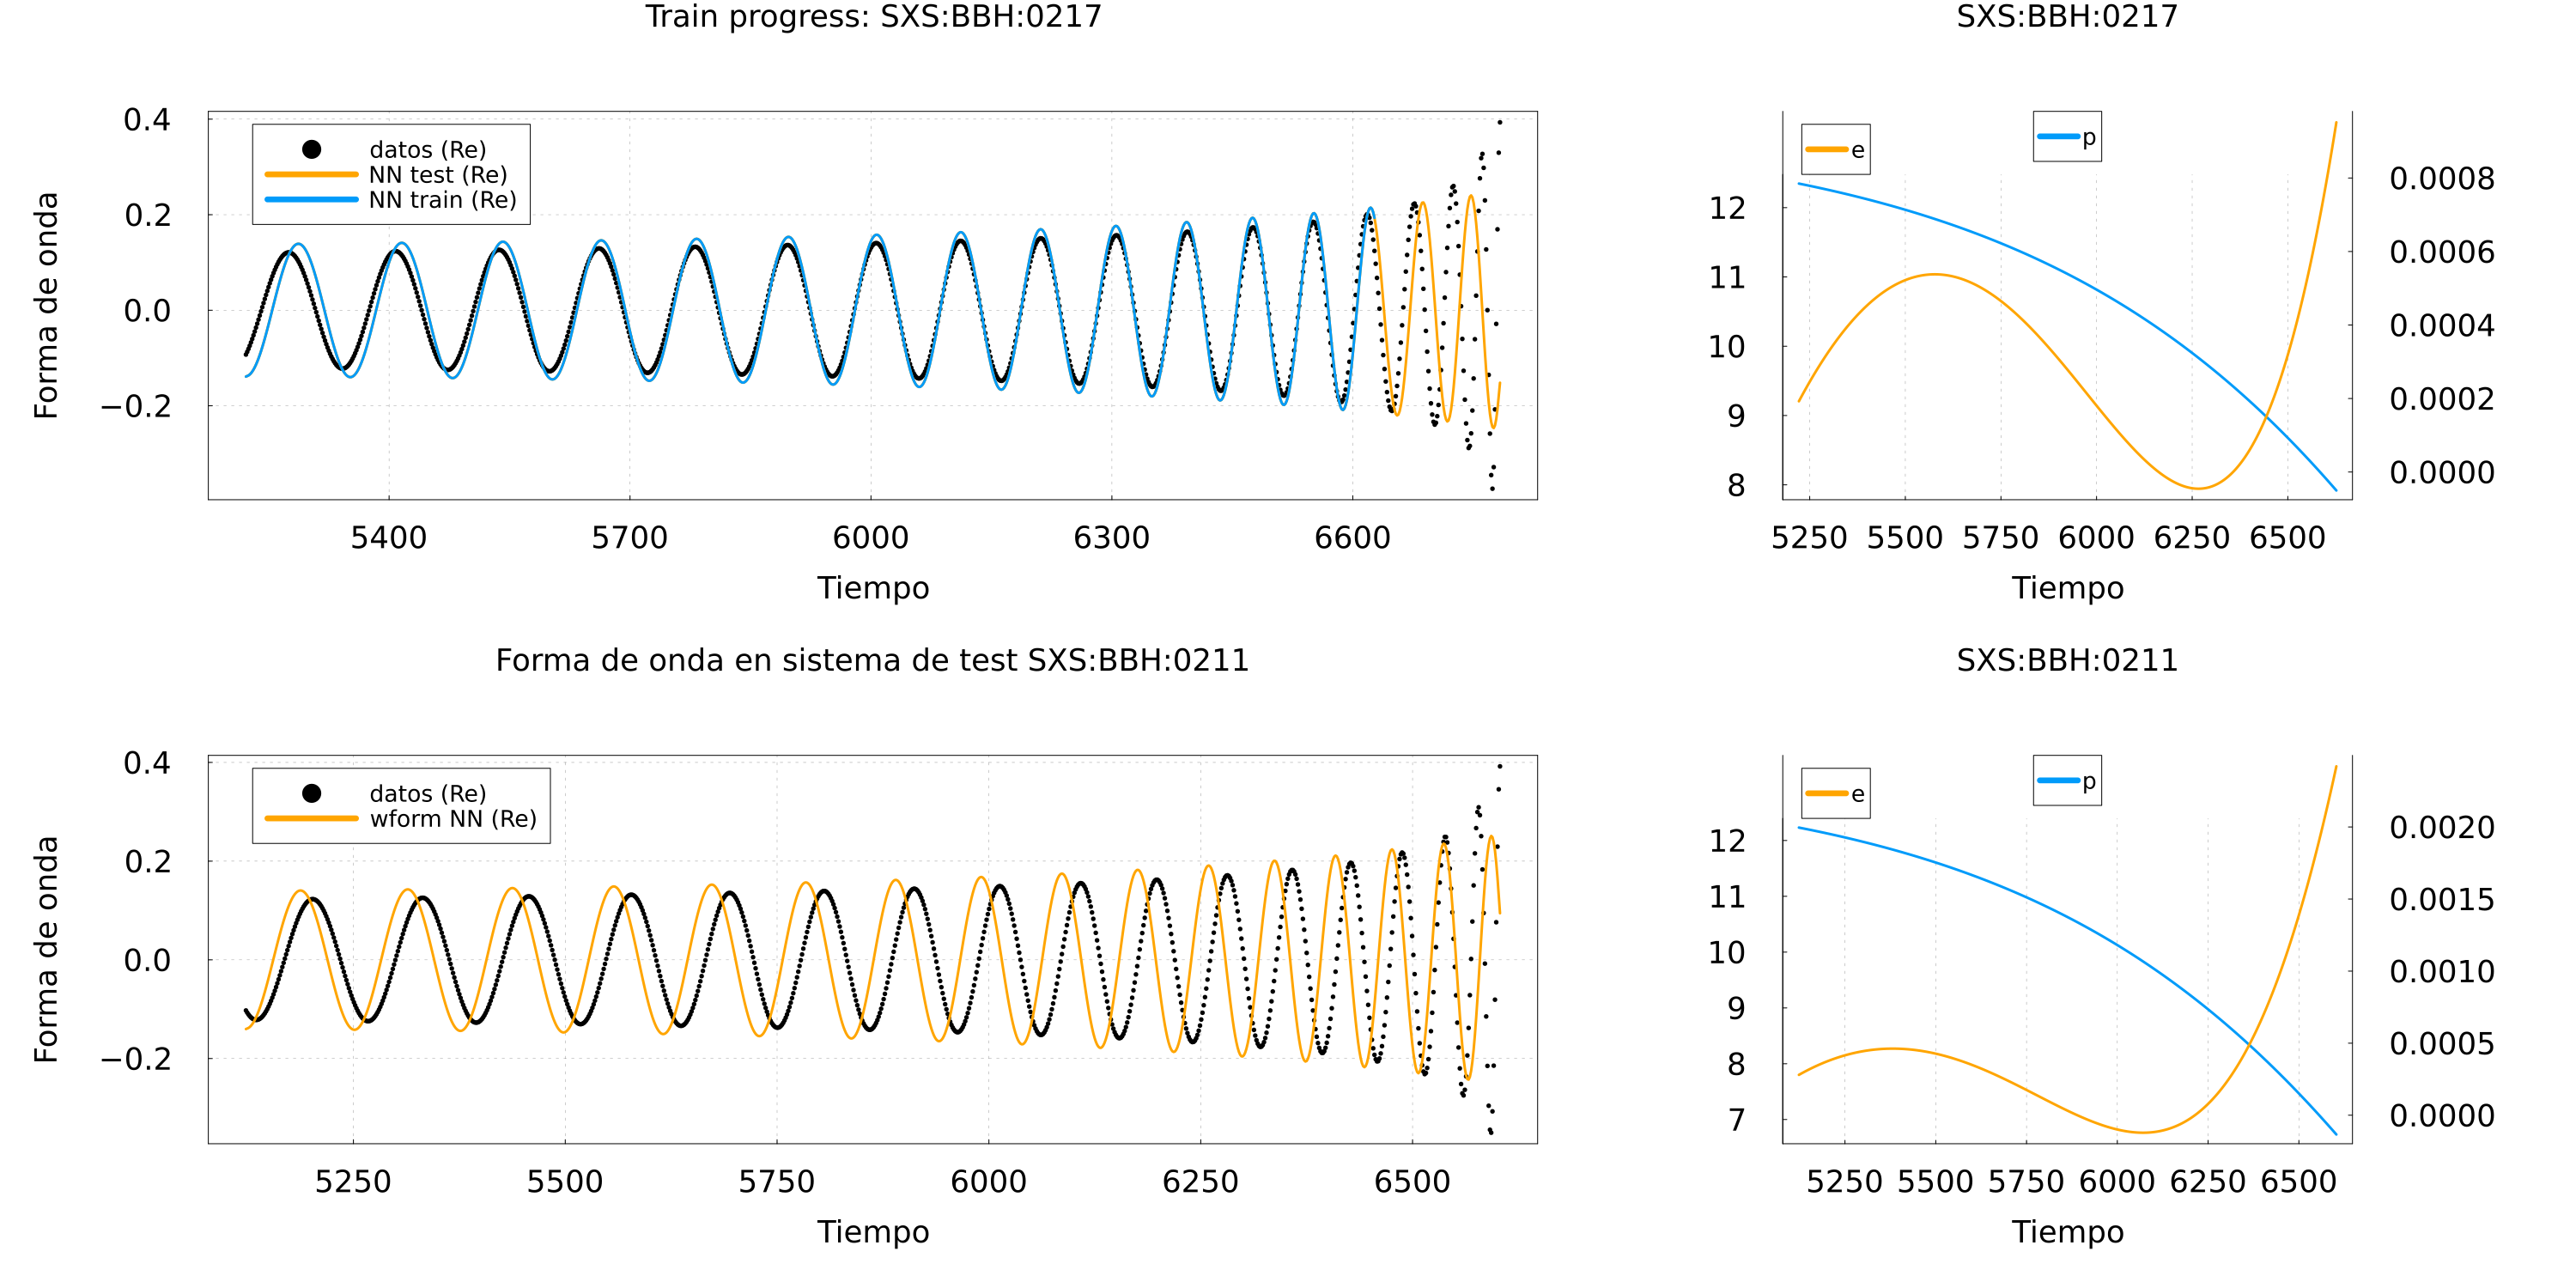 Train progress: SXS:BBH:0217
Forma de onda
0.4
0.2
0.0
−0.2
datos (Re)
NN test (Re)
NN train (Re)
5400 5700 6000 6300 6600
Tiempo
SXS:BBH:0217
e
p
12
11
10
9
8
0.0008
0.0006
0.0004
0.0002
0.0000
5250 5500 5750 6000 6250 6500
Tiempo
Forma de onda en sistema de test SXS:BBH:0211
Forma de onda
0.4
0.2
0.0
−0.2
datos (Re)
wform NN (Re)
5250 5500 5750 6000 6250 6500
Tiempo
SXS:BBH:0211
e
p
12
11
10
9
8
7
0.0020
0.0015
0.0010
0.0005
0.0000
5250 5500 5750 6000 6250 6500
Tiempo